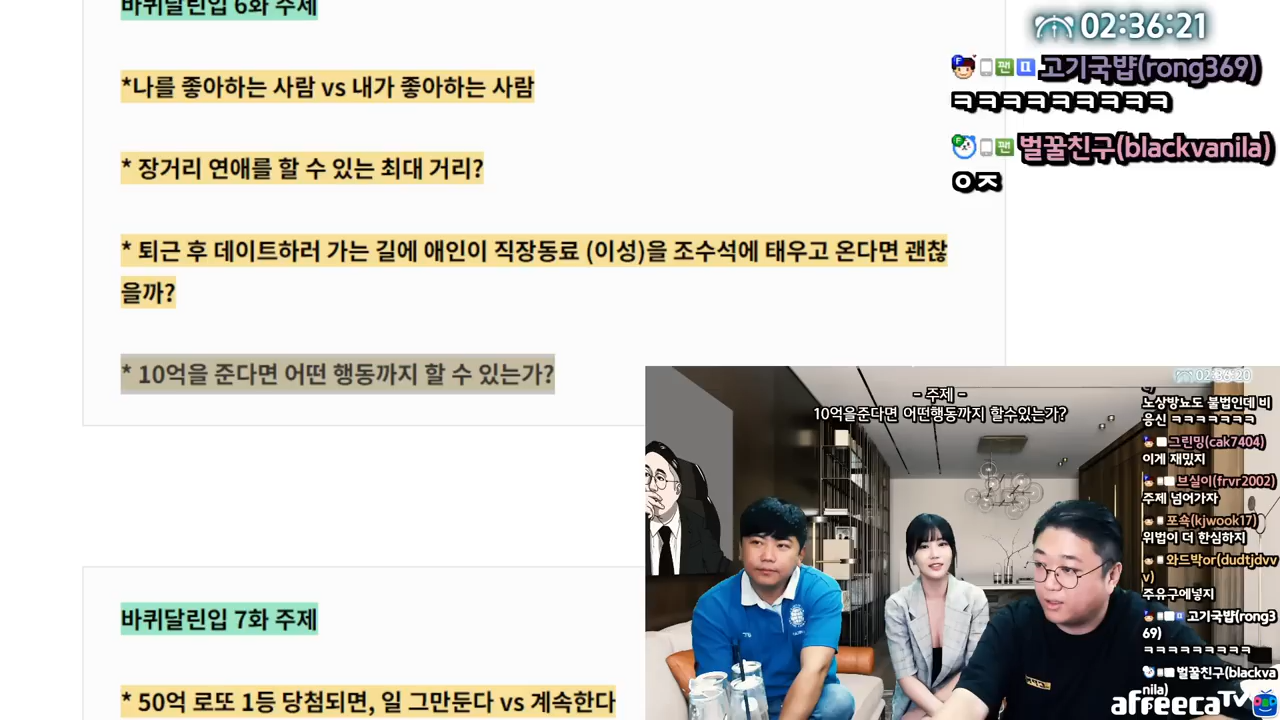 바퀴달린입 6화 주제
*나를 좋아하는 사람 vs 내가 좋아하는 사람
* 장거리 연애를 할 수 있는 최대 거리?
* 퇴근 후 데이트하러 가는 길에 애인이 직장동료 (이성)을 조수석에 태우고 온다면 괜찮
을까?
* 10억을 준다면 어떤 행동까지 할 수 있는가?
바퀴달린입 7화 주제
* 50억 로또 1등 당첨되면, 일 그만둔다 vs 계속한다
02:36:21
고기국뱝(rong369)
ㅋㅋㅋㅋㅋㅋㅋㅋㅋ
벌꿀친구(blackvanila)
ㅇㅈ
- 주제 -
10억을준다면 어떤행동까지 할수있는가?
02:36:20
노상방뇨도 불법인데 비
응신 ㅋㅋㅋㅋㅋㅋㅋ
그린밍(cak7404)
이게 재밌지
브실이(frvr2002)
주제 넘어가자
포쇽(kjwook17)
위법이 더 한심하지
와드박or(dudtjdvv
v)
주유구에넣지
고기국뱝(rong3
69)
ㅋㅋㅋㅋㅋㅋㅋㅋㅋ
벌꿀친구(blackva
nila)
afreecaTV